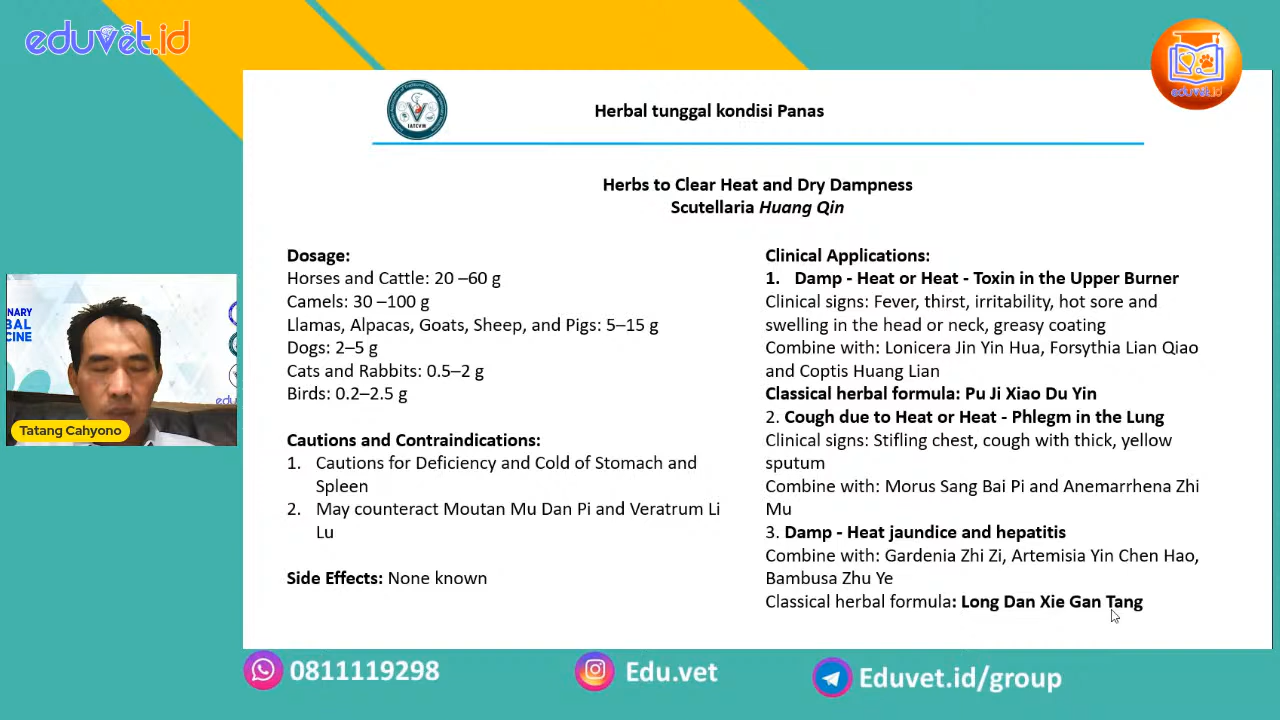 eduvet.id
eduvet.id
IATCVM
Herbal tunggal kondisi Panas
Herbs to Clear Heat and Dry Dampness
Scutellaria Huang Qin
Dosage:
Horses and Cattle: 20 –60 g
Camels: 30 –100 g
Llamas, Alpacas, Goats, Sheep, and Pigs: 5–15 g
Dogs: 2–5 g
Cats and Rabbits: 0.5–2 g
Birds: 0.2–2.5 g
Cautions and Contraindications:
1. Cautions for Deficiency and Cold of Stomach and
Spleen
2. May counteract Moutan Mu Dan Pi and Veratrum Li
Lu
Side Effects: None known
Clinical Applications:
1. Damp - Heat or Heat - Toxin in the Upper Burner
Clinical signs: Fever, thirst, irritability, hot sore and
swelling in the head or neck, greasy coating
Combine with: Lonicera Jin Yin Hua, Forsythia Lian Qiao
and Coptis Huang Lian
Classical herbal formula: Pu Ji Xiao Du Yin
2. Cough due to Heat or Heat - Phlegm in the Lung
Clinical signs: Stifling chest, cough with thick, yellow
sputum
Combine with: Morus Sang Bai Pi and Anemarrhena Zhi
Mu
3. Damp - Heat jaundice and hepatitis
Combine with: Gardenia Zhi Zi, Artemisia Yin Chen Hao,
Bambusa Zhu Ye
Classical herbal formula: Long Dan Xie Gan Tang
NARY
BAL
CINE
Tatang Cahyono
0811119298
Edu.vet
Eduvet.id/group